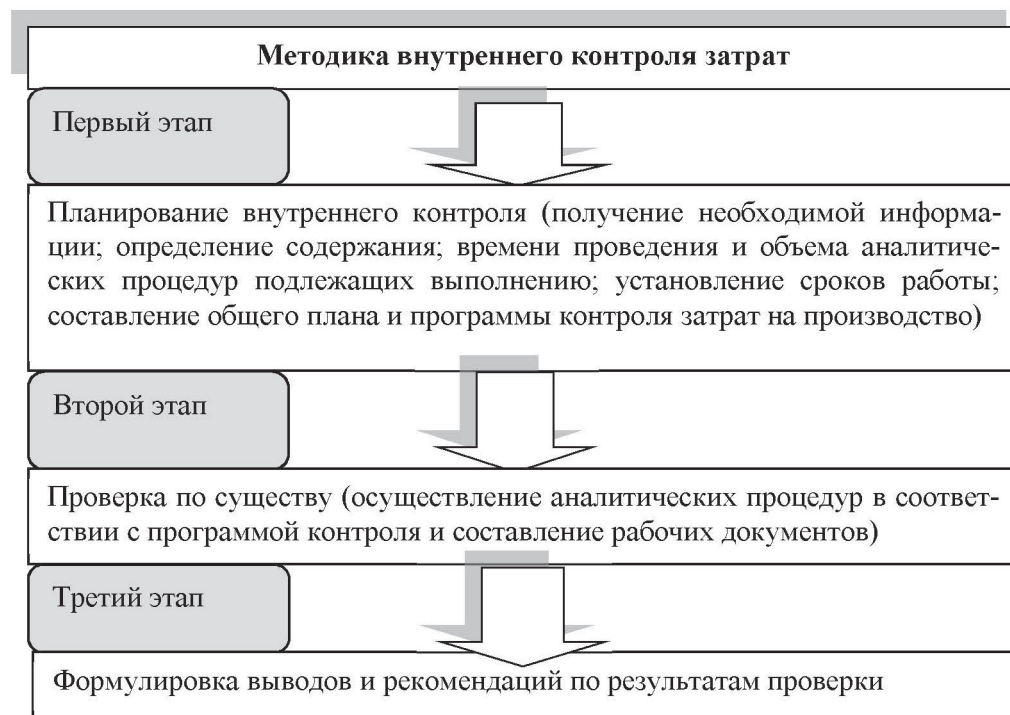 Методика внутреннего контроля затрат
Первый этап
Планирование внутреннего контроля (получение необходимой информа-
ции; определение содержания; времени проведения и объема аналитиче-
ских процедур подлежащих выполнению; установление сроков работы;
составление общего плана и программы контроля затрат на производство)
Второй этап
Проверка по существу (осуществление аналитических процедур в соответ-
ствии с программой контроля и составление рабочих документов)
Третий этап
Формулировка выводов и рекомендаций по результатам проверки